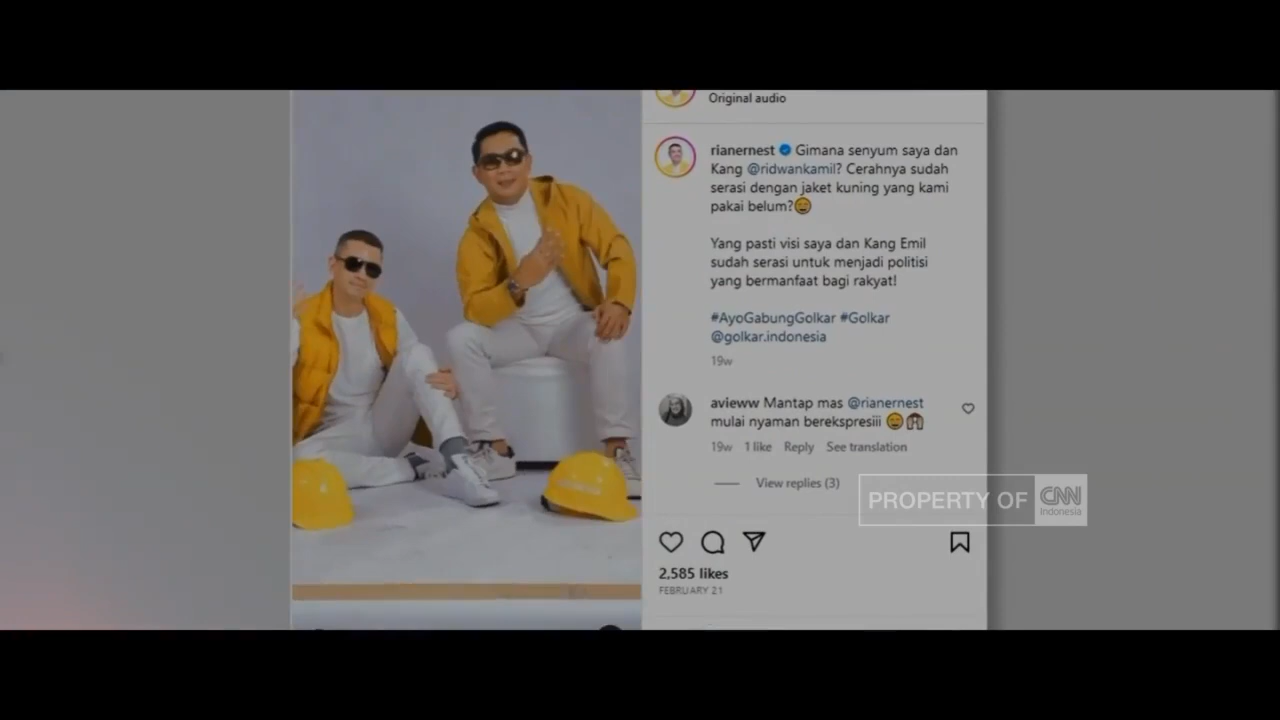 Original audio
rianernest Gimana senyum saya dan
Kang @ridwankamil? Cerahnya sudah
serasi dengan jaket kuning yang kami
pakai belum?😄
Yang pasti visi saya dan Kang Emil
sudah serasi untuk menjadi politisi
yang bermanfaat bagi rakyat!
#AyoGabungGolkar #Golkar
@golkar.indonesia
19w
avieww Mantap mas @rianernest
mulai nyaman berekspresiii
19w 1 like Reply See translation
View replies (3)
PROPERTY OF CNN
Indonesia
2,585 likes
FEBRUARY 21